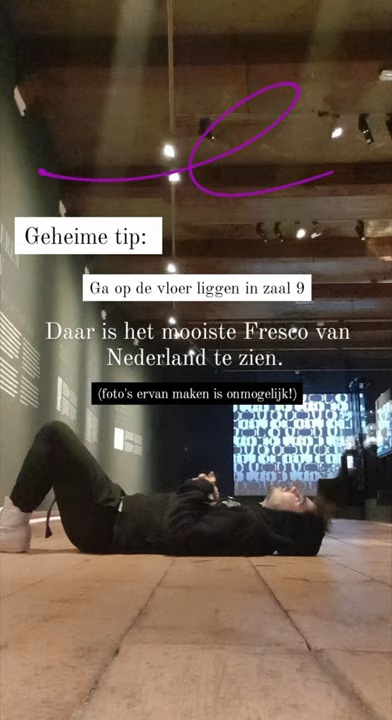 Geheime tip:
Ga op de vloer liggen in zaal 9
Daar is het mooiste Fresco van
Nederland te zien.
(foto's ervan maken is onmogelijk!)